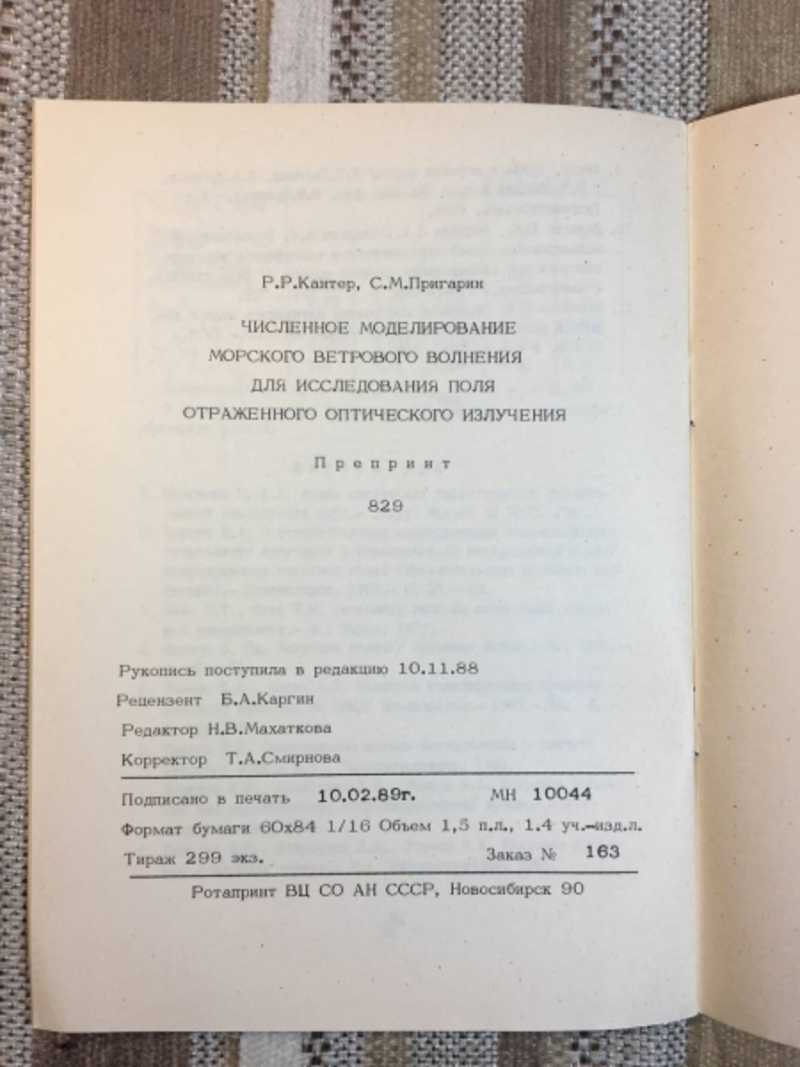 Р.Р.Кантер, С.М.Пригарин
ЧИСЛЕННОЕ МОДЕЛИРОВАНИЕ
МОРСКОГО ВЕТРОВОГО ВОЛНЕНИЯ
ДЛЯ ИССЛЕДОВАНИЯ ПОЛЯ
ОТРАЖЕННОГО ОПТИЧЕСКОГО ИЗЛУЧЕНИЯ
Препринт
829
Рукопись поступила в редакцию 10.11.88
Рецензент Б.А.Каргин
Редактор Н.В.Махаткова
Корректор Т.А.Смирнова
Подписано в печать 10.02.89г. МН 10044
Формат бумаги 60х84 1/16 Объем 1,5 п.л., 1.4 уч.-изд.л.
Тираж 299 экз. Заказ № 163
Ротапринт ВЦ СО АН СССР, Новосибирск 90